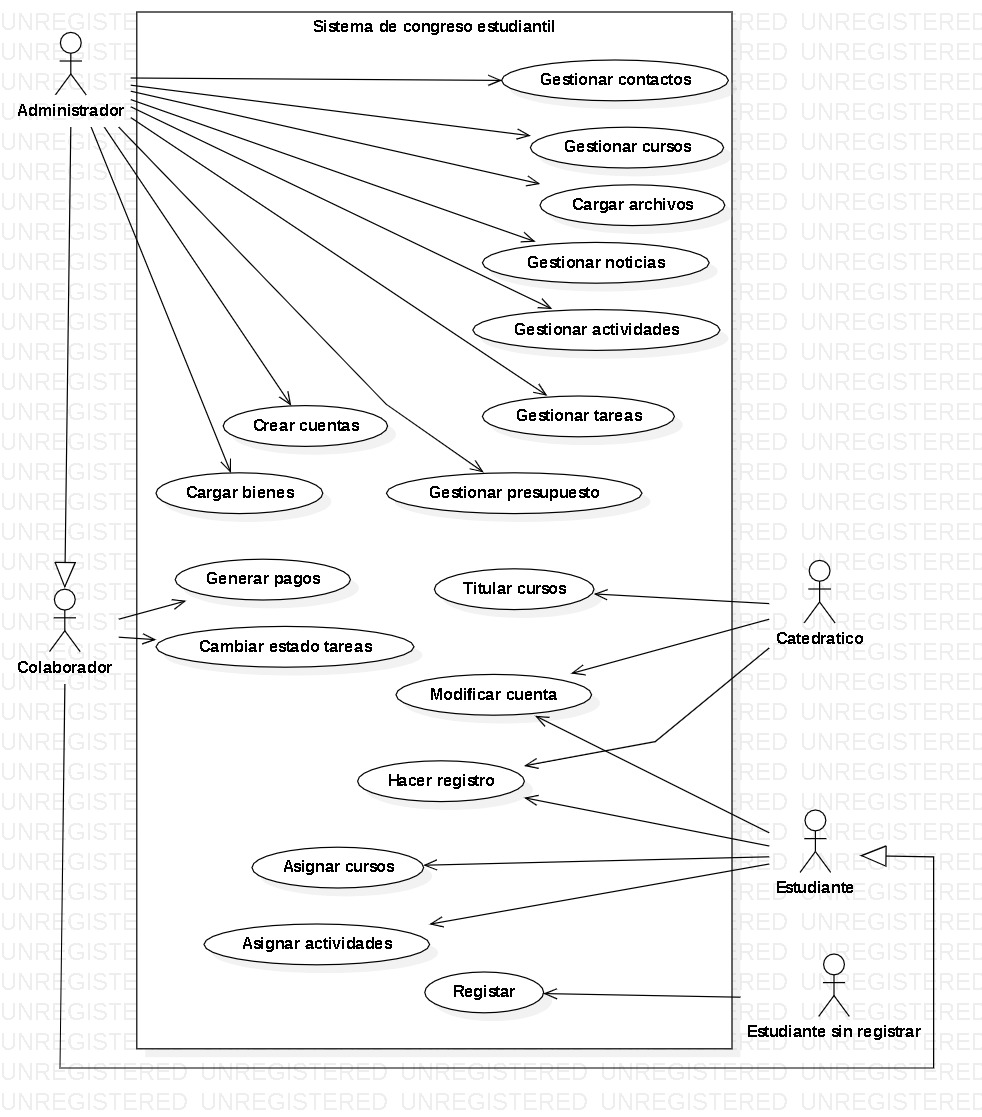 Sistema de congreso estudiantil
Administrador
Gestionar contactos
Gestionar cursos
Cargar archivos
Gestionar noticias
Gestionar actividades
Gestionar tareas
Crear cuentas
Cargar bienes
Gestionar presupuesto
Generar pagos
Titular cursos
Catedratico
Cambiar estado tareas
Colaborador
Modificar cuenta
Hacer registro
Asignar cursos
Estudiante
Asignar actividades
Registar
Estudiante sin registrar
UNREGISTERED